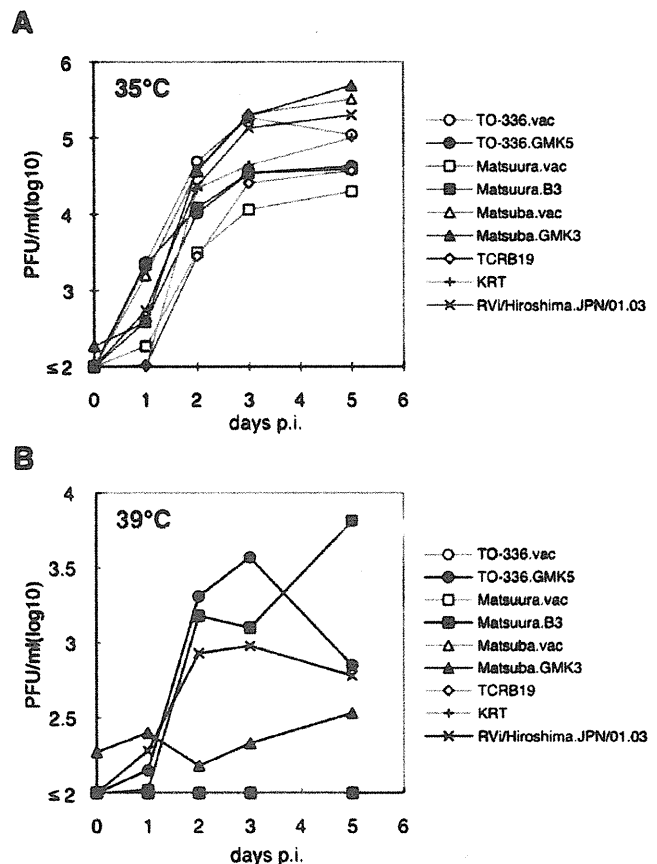 A
35°C
PFU/ml(log10)
6
5
4
3
≤2
0 1 2 3 4 5 6
days p.i.
TO-336.vac
TO-336.GMK5
Matsuura.vac
Matsuura.B3
Matsuba.vac
Matsuba.GMK3
TCRB19
KRT
RVi/Hiroshima.JPN/01.03
B
39°C
PFU/ml(log10)
4
3.5
3
2.5
≤2
0 1 2 3 4 5 6
days p.i.
TO-336.vac
TO-336.GMK5
Matsuura.vac
Matsuura.B3
Matsuba.vac
Matsuba.GMK3
TCRB19
KRT
RVi/Hiroshima.JPN/01.03